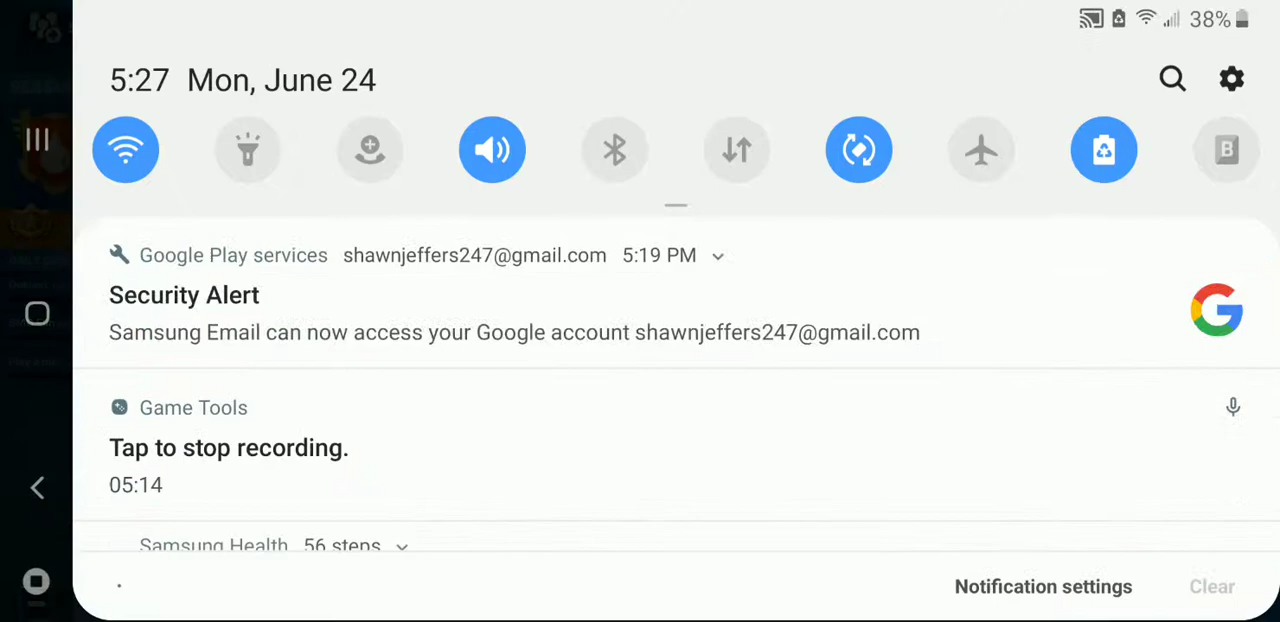 38%
5:27 Mon, June 24
B
Google Play services shawnjeffers247@gmail.com 5:19 PM
Security Alert
Samsung Email can now access your Google account shawnjeffers247@gmail.com
Game Tools
Tap to stop recording.
05:14
Samsung Health 56 steps
Notification settings Clear